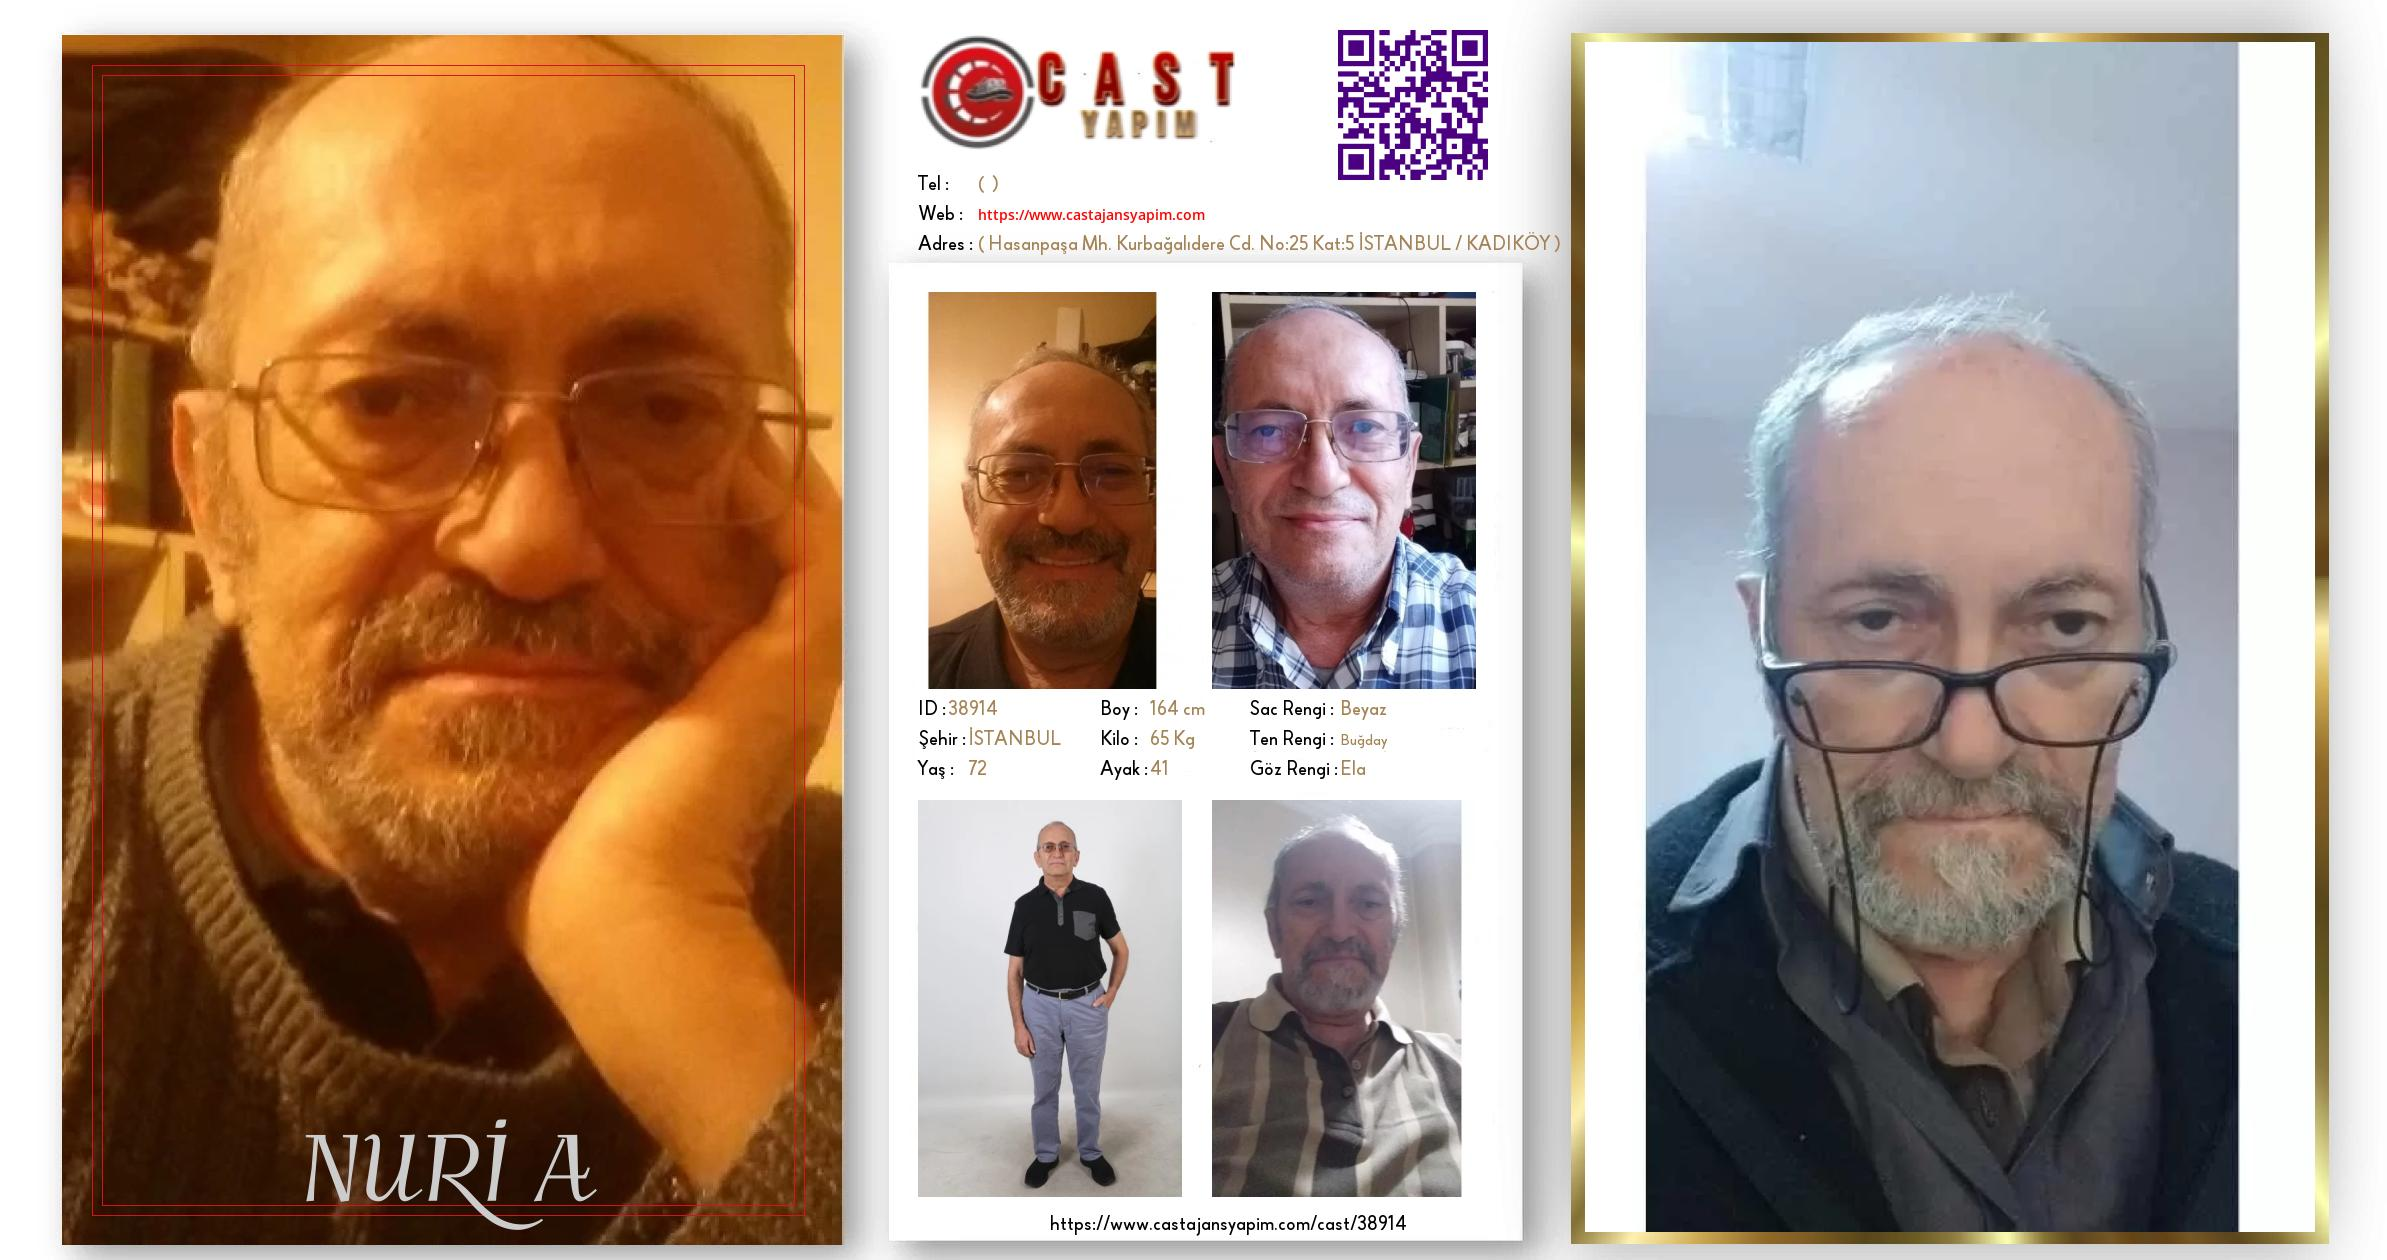 NURİ A
CAST
YAPIM
Tel : ( )
Web : https://www.castajansyapim.com
Adres : ( Hasanpaşa Mh. Kurbağalıdere Cd. No:25 Kat:5 İSTANBUL / KADIKÖY )
ID : 38914 Boy : 164 cm Sac Rengi : Beyaz
Şehir : İSTANBUL Kilo : 65 Kg Ten Rengi : Buğday
Yaş : 72 Ayak : 41 Göz Rengi : Ela
https://www.castajansyapim.com/cast/38914